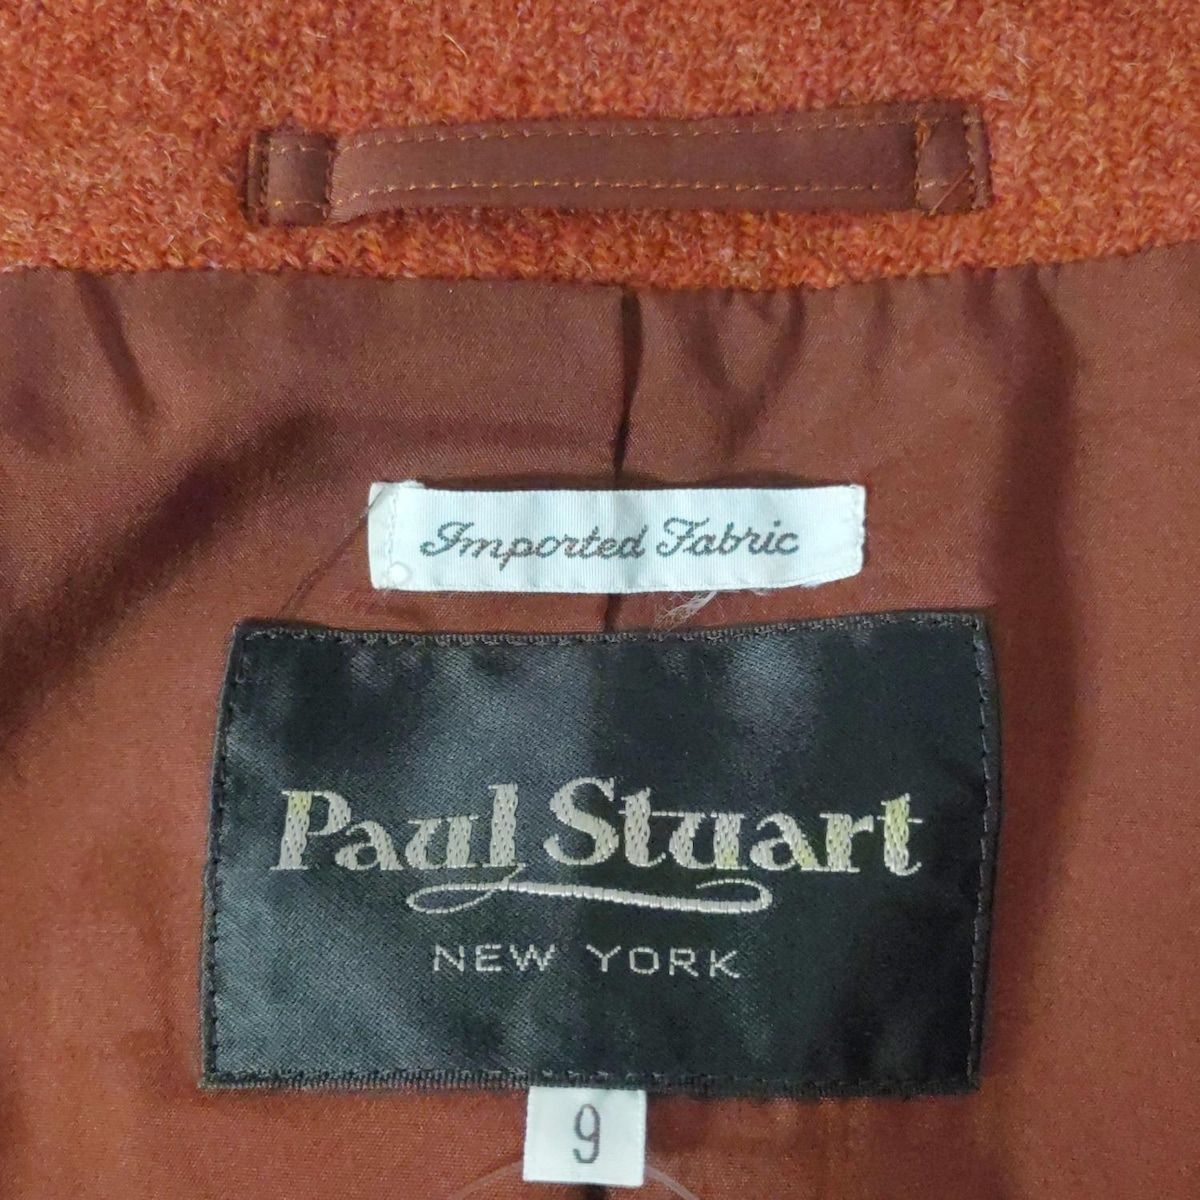 Imported Fabric
Paul Stuart
NEW YORK
9